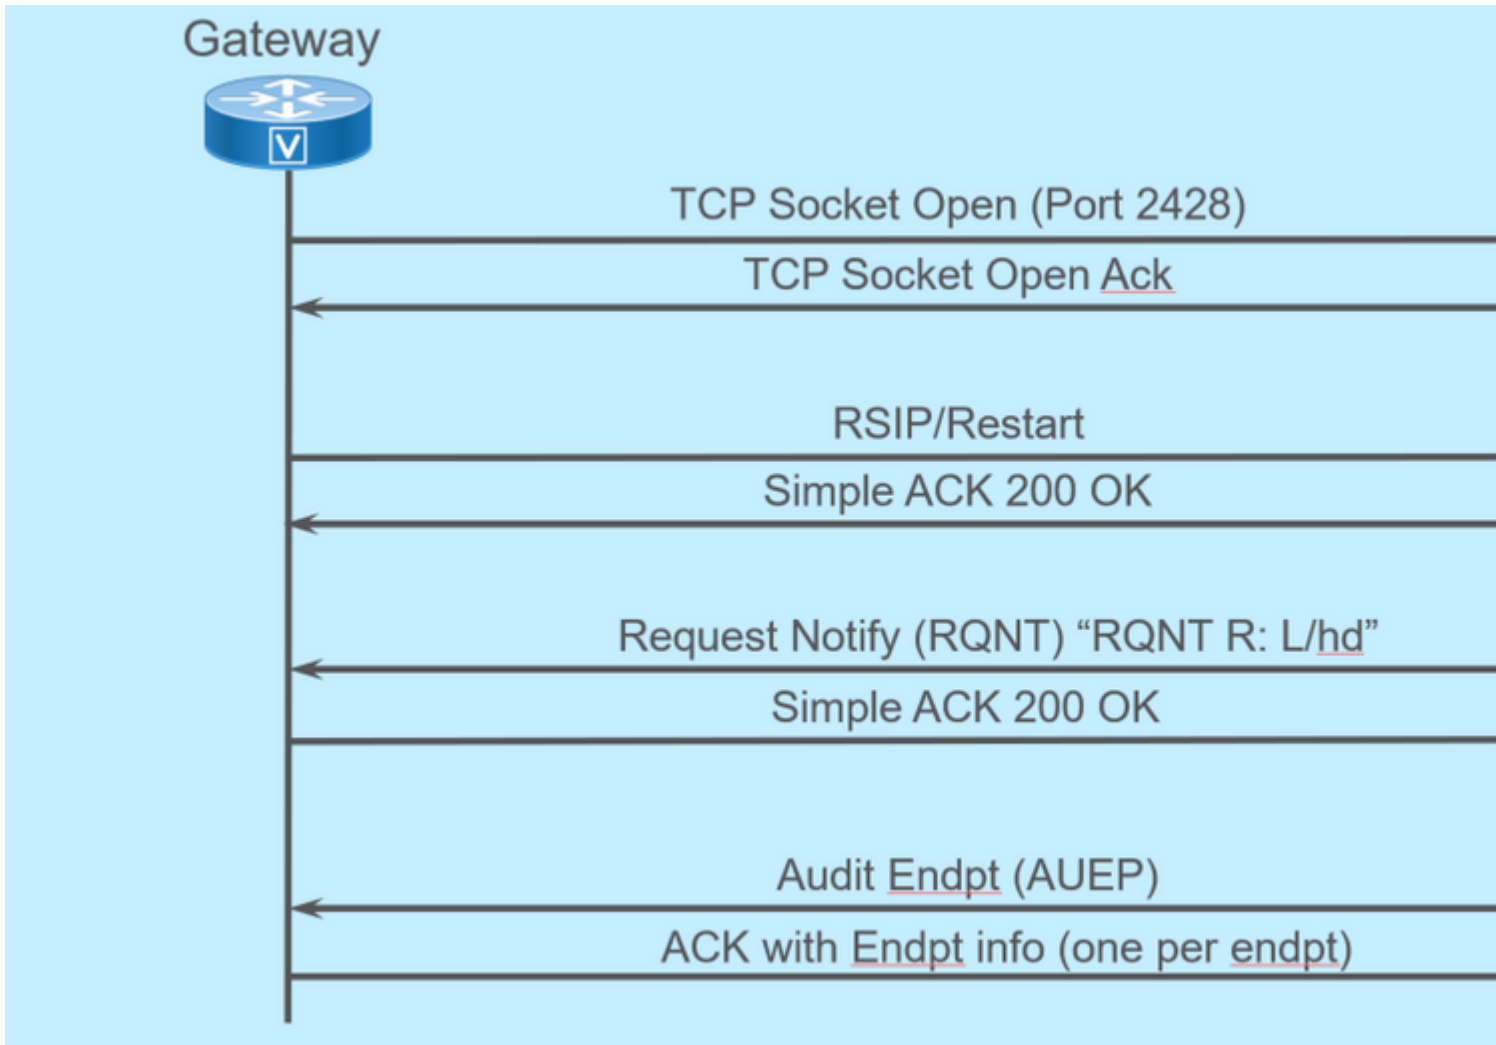 Gateway
V
TCP Socket Open (Port 2428)
TCP Socket Open Ack
RSIP/Restart
Simple ACK 200 OK
Request Notify (RQNT) “RQNT R: L/hd”
Simple ACK 200 OK
Audit Endpt (AUEP)
ACK with Endpt info (one per endpt)